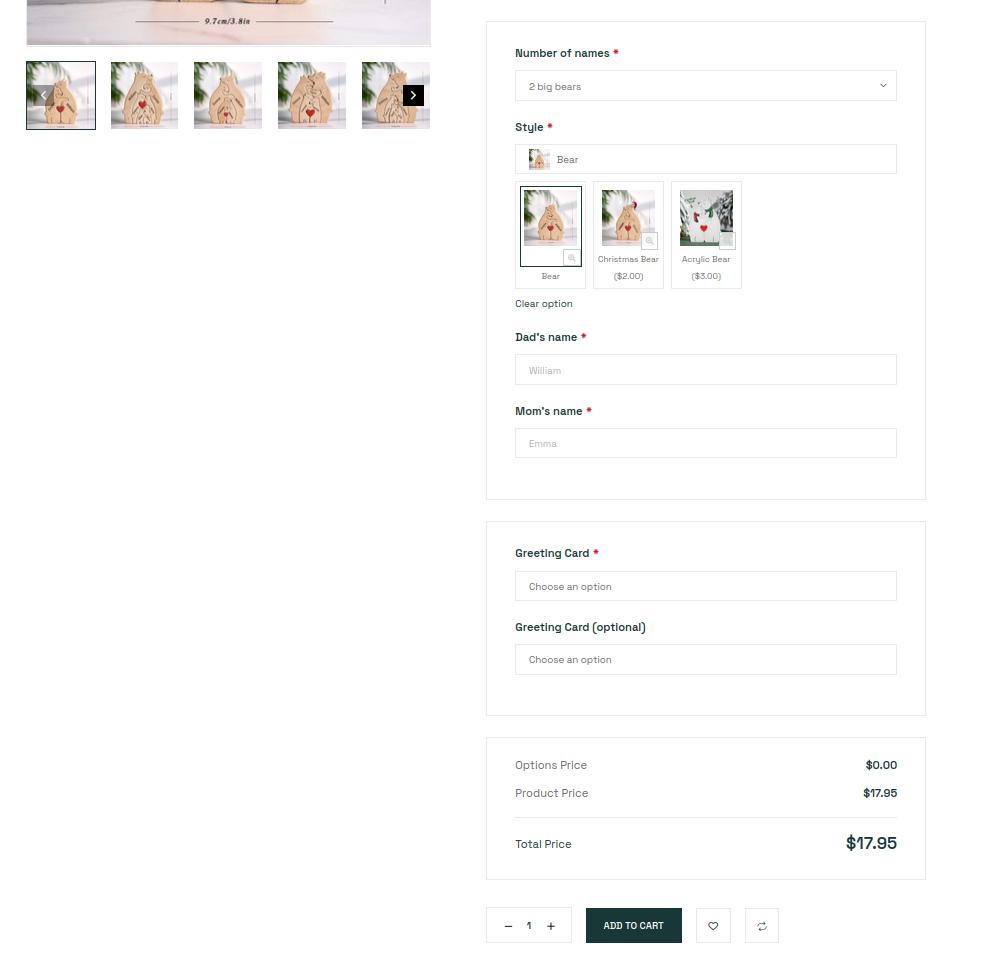 9.7cm/3.8in
Number of names *
2 big bears
Style *
Bear
Bear
Christmas Bear
($2.00)
Acrylic Bear
($3.00)
Clear option
Dad's name *
William
Mom's name *
Emma
Greeting Card *
Choose an option
Greeting Card (optional)
Choose an option
Options Price $0.00
Product Price $17.95
Total Price $17.95
− 1 + ADD TO CART